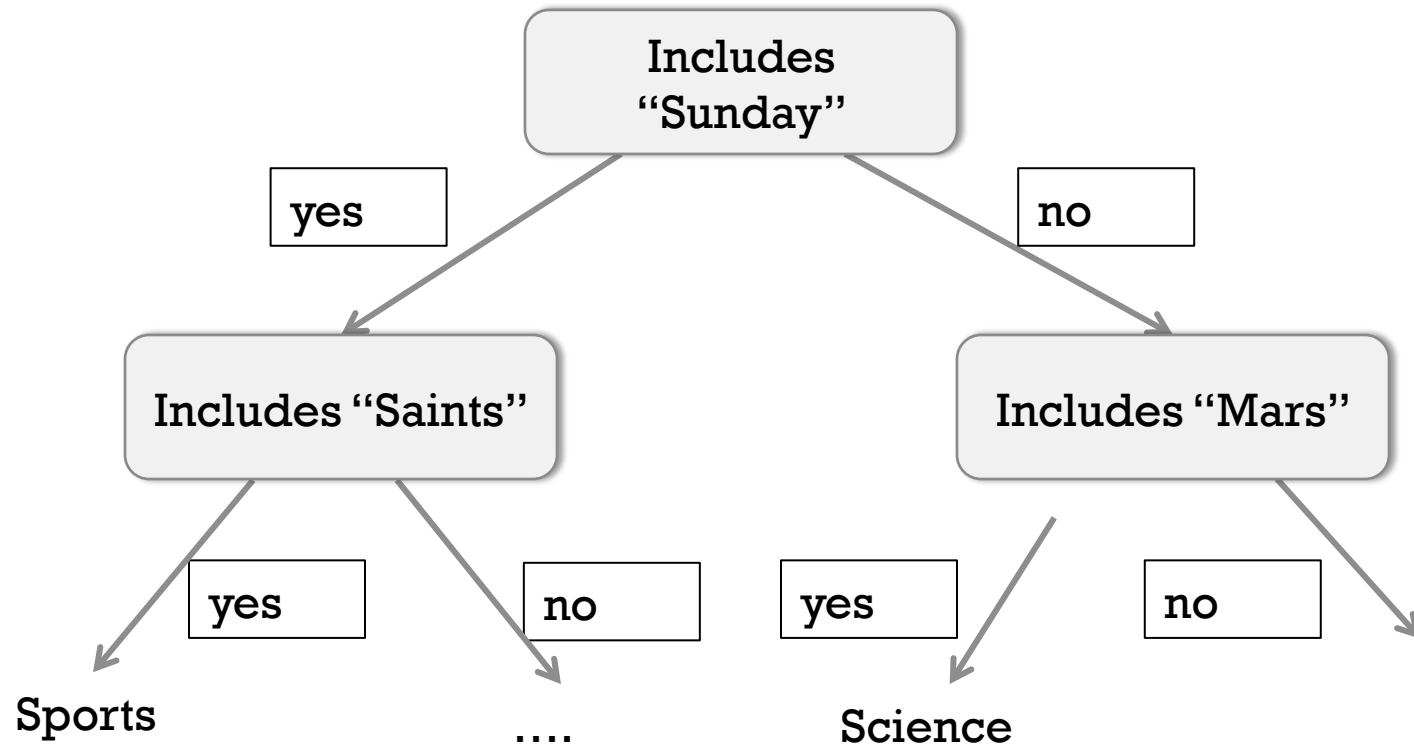 Includes
“Sunday”
yes
no
Includes “Saints”
Includes “Mars”
yes
no
yes
no
Sports
....
Science